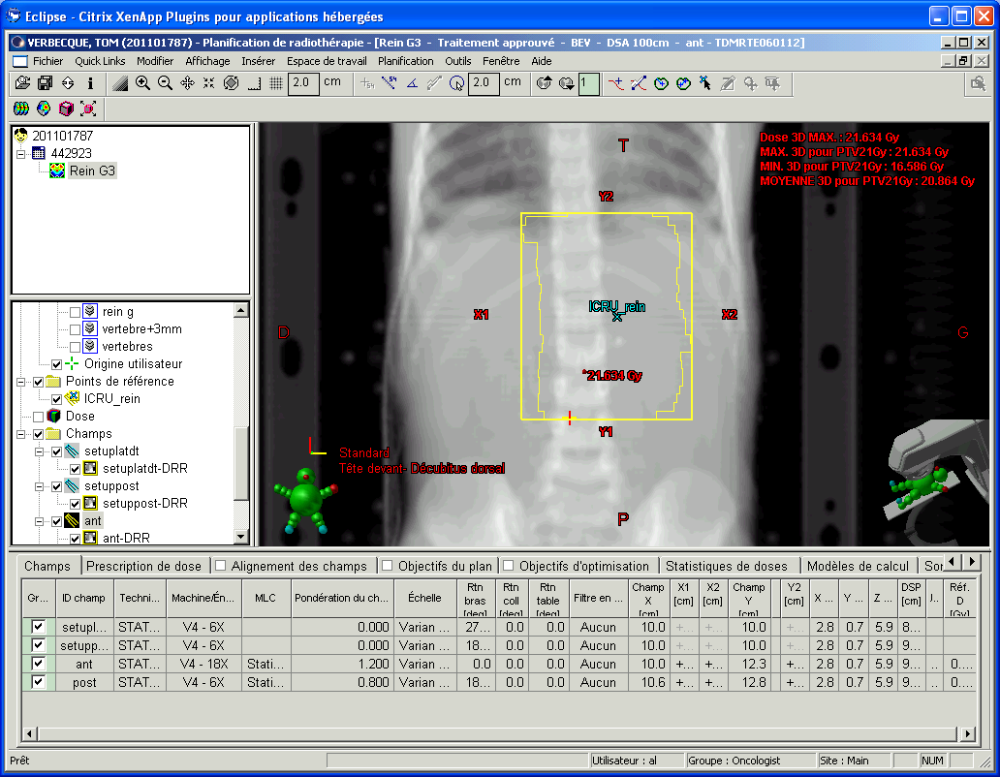 Eclipse - Citrix XenApp Plugins pour applications hébergées
VERBECQUE, TOM (201101787) - Planification de radiothérapie - [Rein G3 - Traitement approuvé - BEV - DSA 100cm - ant - TDMRTE060112]
Fichier Quick Links Modifier Affichage Insérer Espace de travail Planification Outils Fenêtre Aide
2.0 cm 2.0 cm 1
201101787
442923
Rein G3
rein g
vertebre+3mm
vertebres
Origine utilisateur
Points de référence
ICRU_rein
Dose
Champs
setuplatdt
setuplatdt-DRR
setuppost
setuppost-DRR
ant
ant-DRR
T
Dose 3D MAX. : 21.634 Gy
MAX. 3D pour PTV21Gy : 21.634 Gy
MIN. 3D pour PTV21Gy : 16.586 Gy
MOYENNE 3D pour PTV21Gy : 20.864 Gy
Y2
ICRU_rein
X1 X2
D G
*21.634 Gy
Y1
Standard
Tête devant- Décubitus dorsal
P
Champs Prescription de dose Alignement des champs Objectifs du plan Objectifs d'optimisation Statistiques de doses Modèles de calcul Sor
Gr... ID champ Techni... Machine/Én... MLC Pondération du ch... Échelle Rtn bras [deg] Rtn coll [deg] Rtn table [deg] Filtre en ... Champ X [cm] X1 [cm] X2 [cm] Champ Y [cm] Y2 [cm] X ... Y ... Z ... DSP [cm] J.. Réf. D [Gy]
setupl... STAT... V4 - 6X 0.000 Varian ... 27... 0.0 0.0 Aucun 10.0 +... +... 10.0 +... 2.8 0.7 5.9 8...
setupp... STAT... V4 - 6X 0.000 Varian ... 18... 0.0 0.0 Aucun 10.0 +... +... 10.0 +... 2.8 0.7 5.9 9...
ant STAT... V4 - 18X Stati... 1.200 Varian ... 0.0 0.0 0.0 Aucun 10.0 +... +... 12.3 +... 2.8 0.7 5.9 9... .. 0....
post STAT... V4 - 6X Stati... 0.800 Varian ... 18... 0.0 0.0 Aucun 10.6 +... +... 12.8 +... 2.8 0.7 5.9 9... .. 0....
Prêt Utilisateur : al Groupe : Oncologist Site : Main NUM